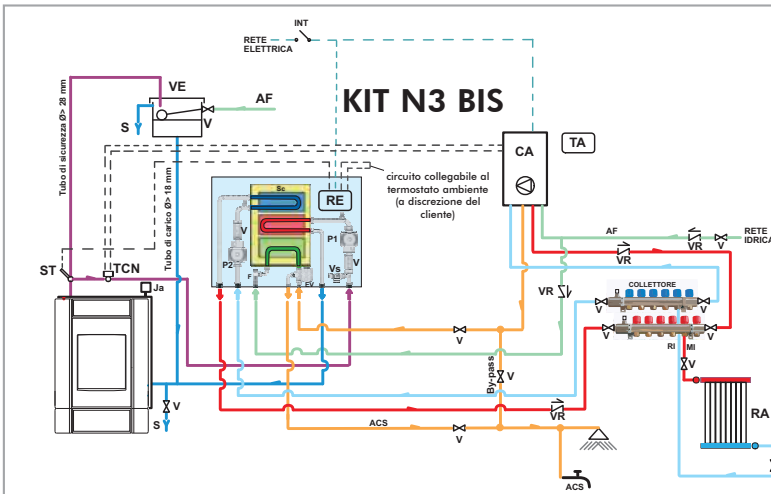 INT
RETE
ELETTRICA
KIT N3 BIS
VE
AF
S
V
Tubo di sicurezza Ø> 28 mm
Tubo di carico Ø> 18 mm
CA
TA
circuito collegabile al
termostato ambiente
(a discrezione del
cliente)
Sc
RE
V
P1
P2
V
Vs
F
FV
ST
TCN
Ja
AF
VR
V
RETE
IDRICA
VR
VR
COLLETTORE
V
V
V
V
RI
MI
V
V
By-pass
V
VR
RA
V
S
ACS
V
ACS